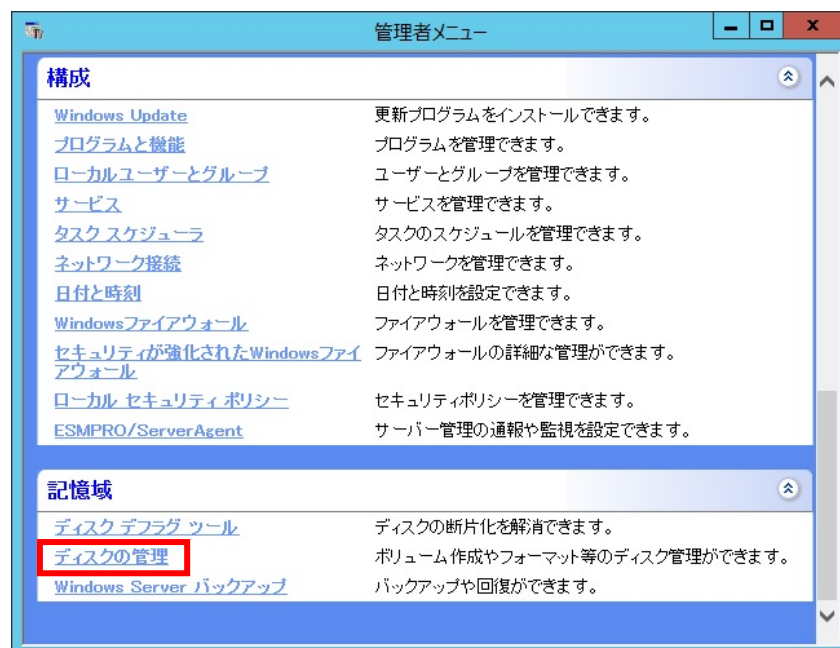 管理者メニュー
構成
Windows Update 更新プログラムをインストールできます。
プログラムと機能 プログラムを管理できます。
ローカルユーザーとグループ ユーザーとグループを管理できます。
サービス サービスを管理できます。
タスク スケジューラ タスクのスケジュールを管理できます。
ネットワーク接続 ネットワークを管理できます。
日付と時刻 日付と時刻を設定できます。
Windowsファイアウォール ファイアウォールを管理できます。
セキュリティが強化されたWindowsファイ ファイアウォールの詳細な管理ができます。
アウォール
ローカル セキュリティ ポリシー セキュリティポリシーを管理できます。
ESMPRO/ServerAgent サーバー管理の通報や監視を設定できます。
記憶域
ディスク デフラグ ツール ディスクの断片化を解消できます。
ディスクの管理 ボリューム作成やフォーマット等のディスク管理ができます。
Windows Server バックアップ バックアップや回復ができます。